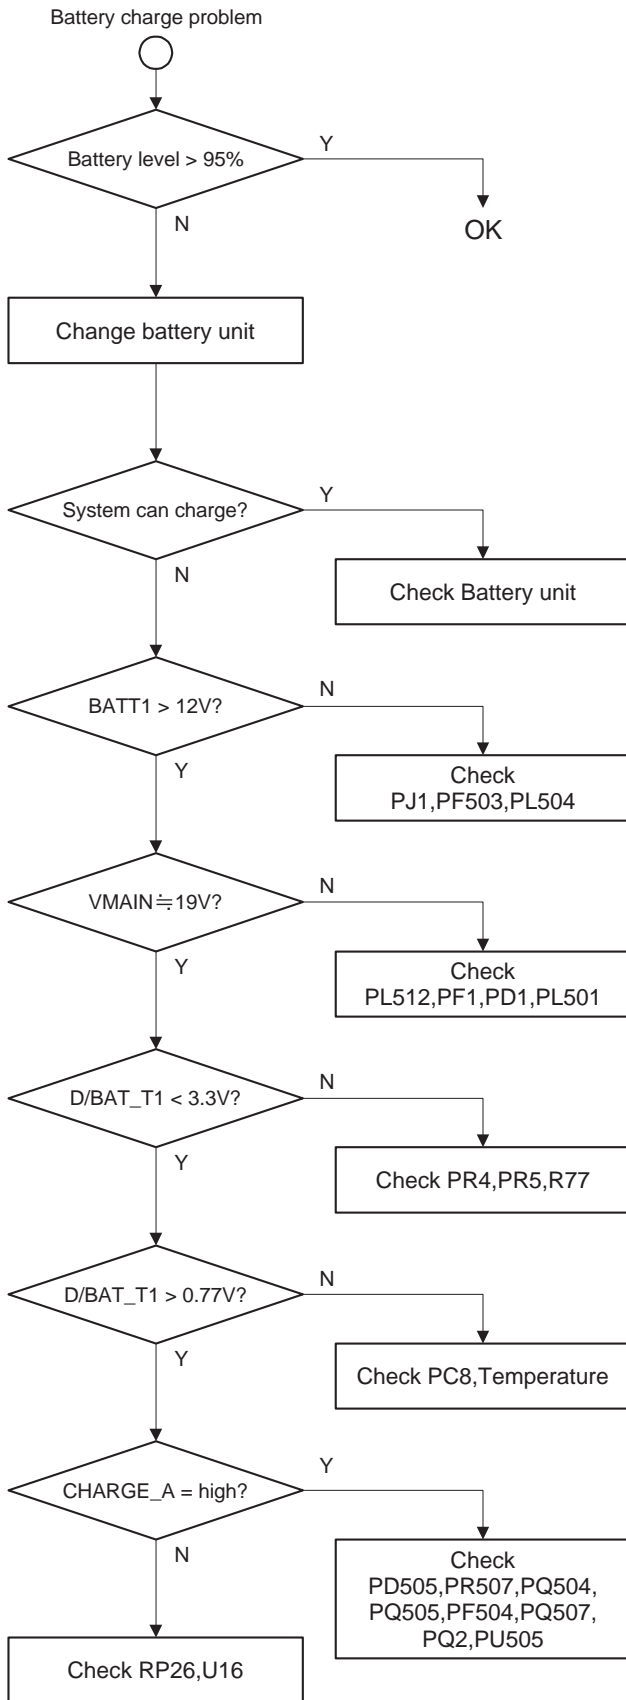 Battery charge problem
Battery level > 95%
Y
OK
N
Change battery unit
System can charge?
Y
Check Battery unit
N
BATT1 > 12V?
N
Check
PJ1,PF503,PL504
Y
VMAIN≒19V?
N
Check
PL512,PF1,PD1,PL501
Y
D/BAT_T1 < 3.3V?
N
Check PR4,PR5,R77
Y
D/BAT_T1 > 0.77V?
N
Check PC8,Temperature
Y
CHARGE_A = high?
Y
Check
PD505,PR507,PQ504,
PQ505,PF504,PQ507,
PQ2,PU505
N
Check RP26,U16